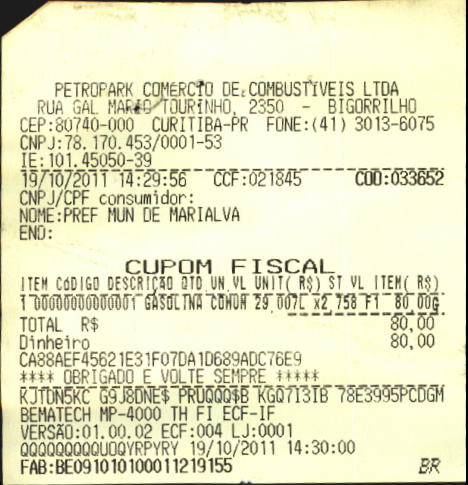 PETROPARK COMERCIO DE COMBUSTIVEIS LTDA
RUA GAL MARIO TOURINHO, 2350 - BIGORRILHO
CEP:80740-000 CURITIBA-PR FONE:(41) 3013-6075
CNPJ:78.170.453/0001-53
IE:101.45050-39
19/10/2011 14:29:56 CCF:021845 COO:033652
CNPJ/CPF consumidor:
NOME:PREF MUN DE MARIALVA
END:
CUPOM FISCAL
ITEM CÓDIGO DESCRIÇÃO QTD.UN.VL UNIT( R$) ST VL ITEM( R$)
1 0000000000001 GASOLINA COMUM 29,007L X2,758 F1 80,00G
TOTAL R$ 80,00
Dinheiro 80,00
CA88AEF45621E31F07DA1D689ADC76E9
**** OBRIGADO E VOLTE SEMPRE *****
KJTDN5KC G9J8DNE$ PRUQQQ$B KGQ7I3IB 78E3995PCDGM
BEMATECH MP-4000 TH FI ECF-IF
VERSÃO:01.00.02 ECF:004 LJ:0001
QQQQQQQQQUQYRPYRY 19/10/2011 14:30:00
FAB:BE091010100011219155 BR